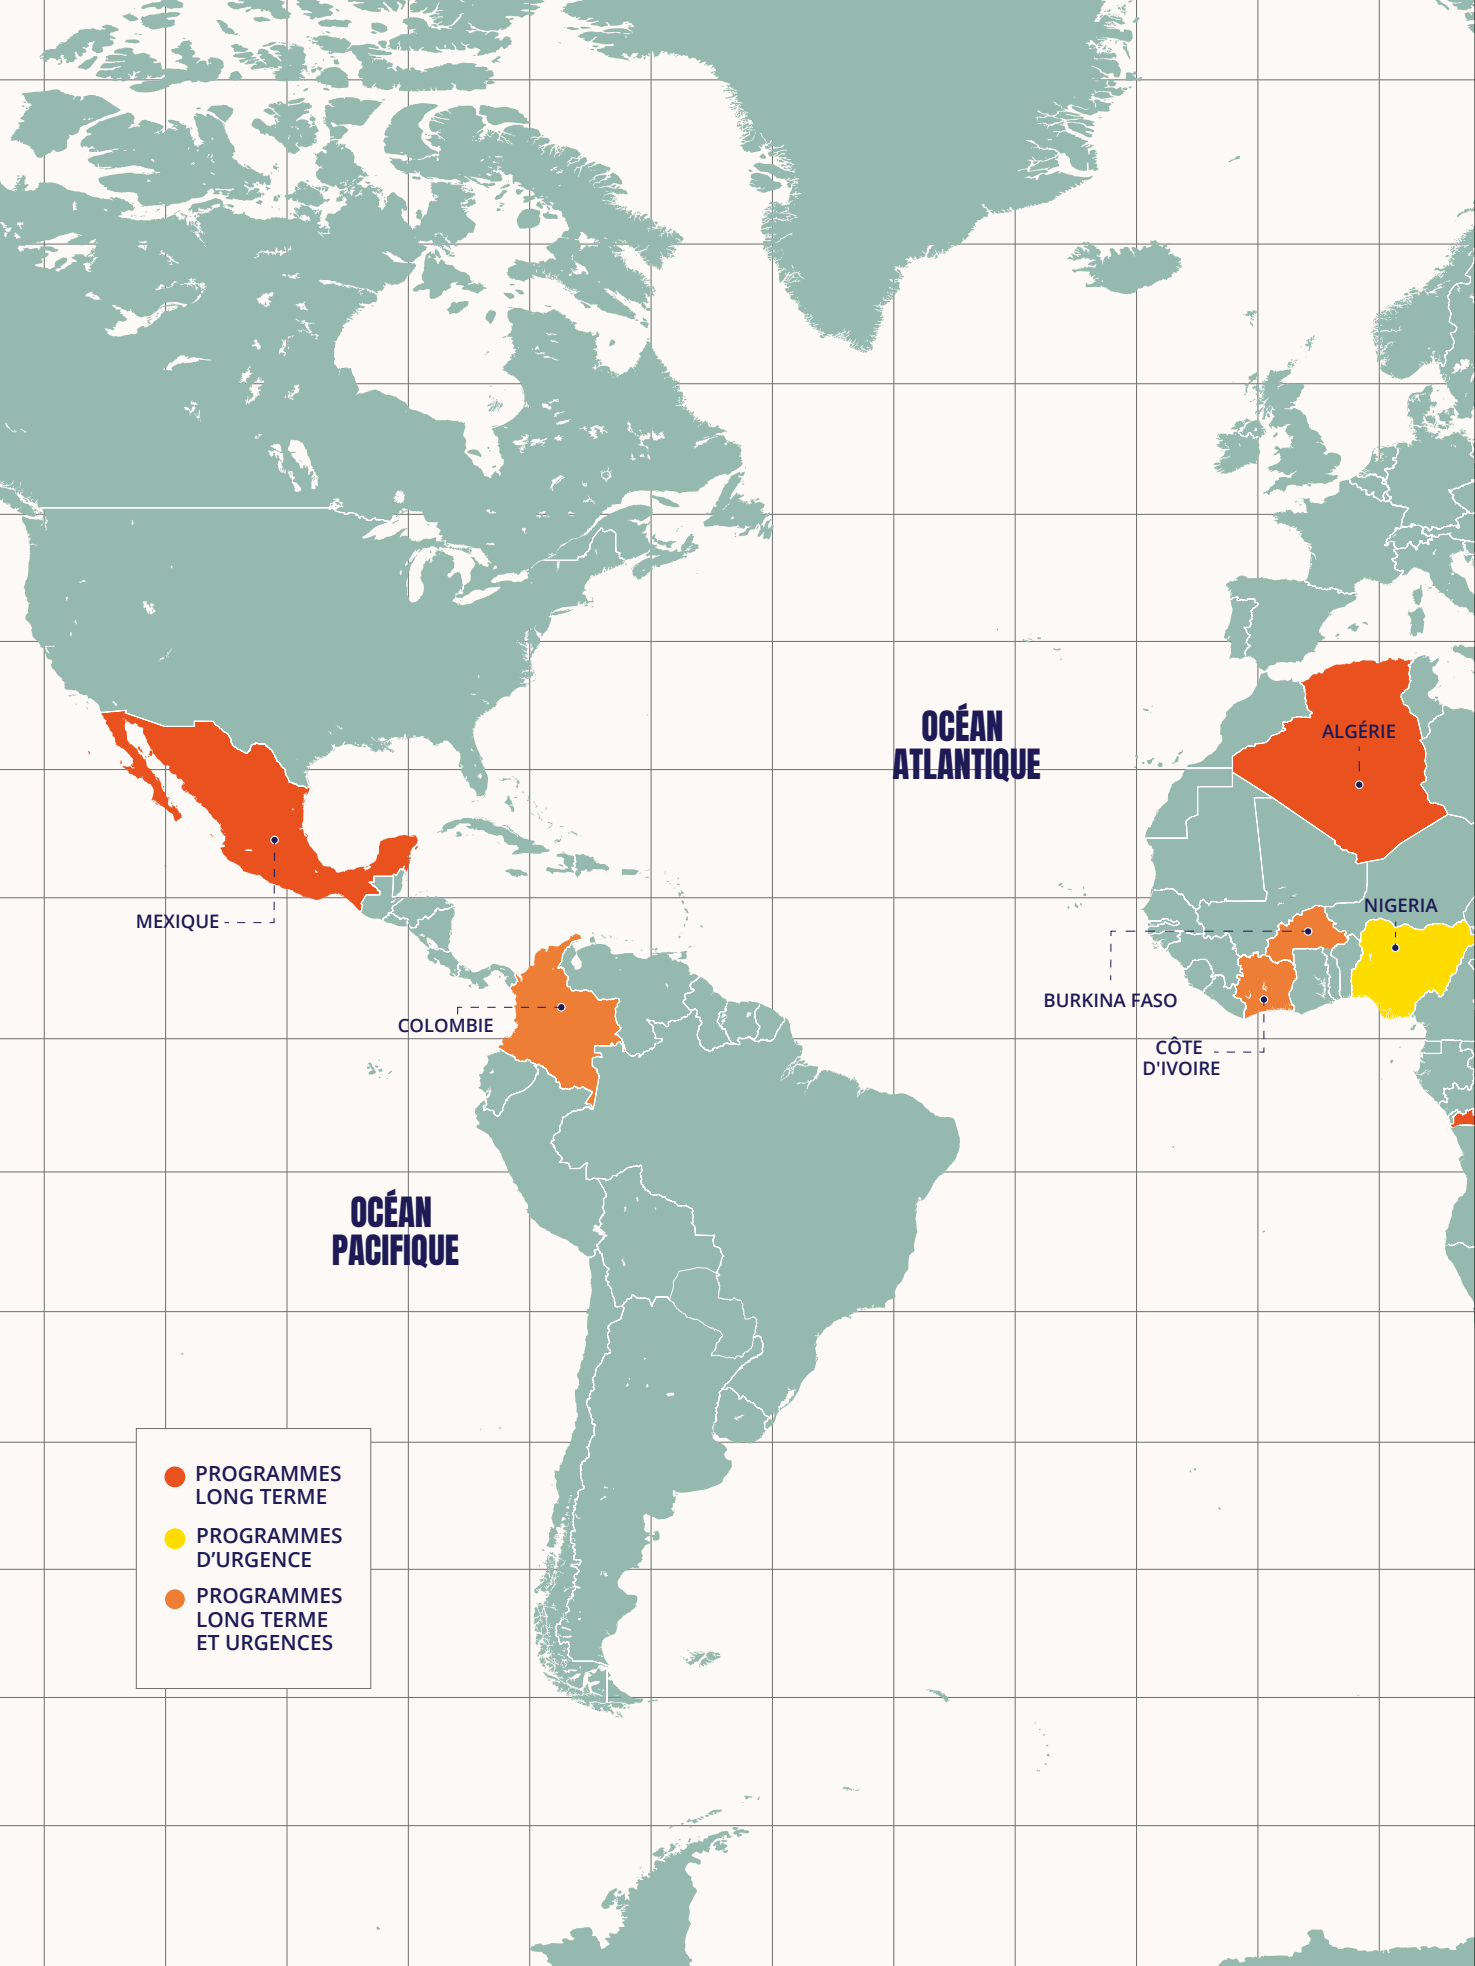 OCÉAN
ATLANTIQUE
ALGÉRIE
NIGERIA
MEXIQUE
BURKINA FASO
COLOMBIE
CÔTE
D'IVOIRE
OCÉAN
PACIFIQUE
PROGRAMMES
LONG TERME
PROGRAMMES
D’URGENCE
PROGRAMMES
LONG TERME
ET URGENCES